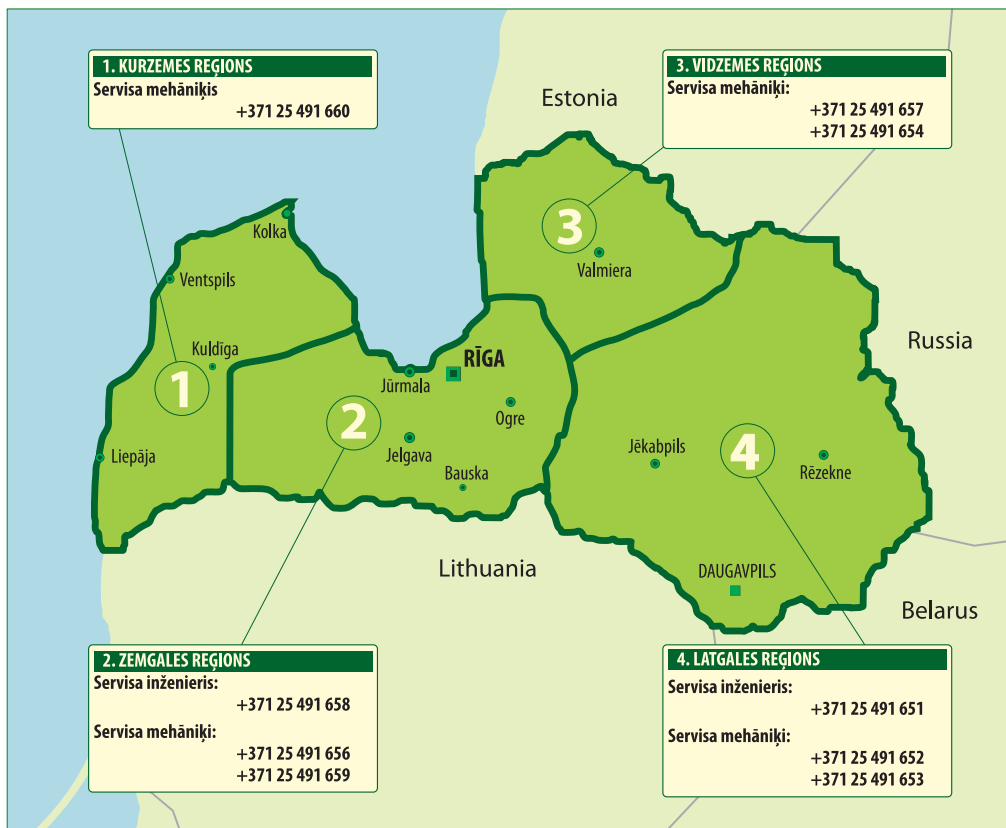 1. KURZEMES REĢIONS
Servisa mehāniķis
+371 25 491 660
3. VIDZEMES REĢIONS
Servisa mehāniķi:
+371 25 491 657
+371 25 491 654
Estonia
3
Valmiera
Kolka
Ventspils
Kuldīga
1
Liepāja
RĪGA
Jūrmala
2
Ogre
Jelgava
Bauska
Russia
4
Jēkabpils
Rēzekne
DAUGAVPILS
Lithuania
Belarus
2. ZEMGALES REĢIONS
Servisa inženieris:
+371 25 491 658
Servisa mehāniķi:
+371 25 491 656
+371 25 491 659
4. LATGALES REĢIONS
Servisa inženieris:
+371 25 491 651
Servisa mehāniķi:
+371 25 491 652
+371 25 491 653